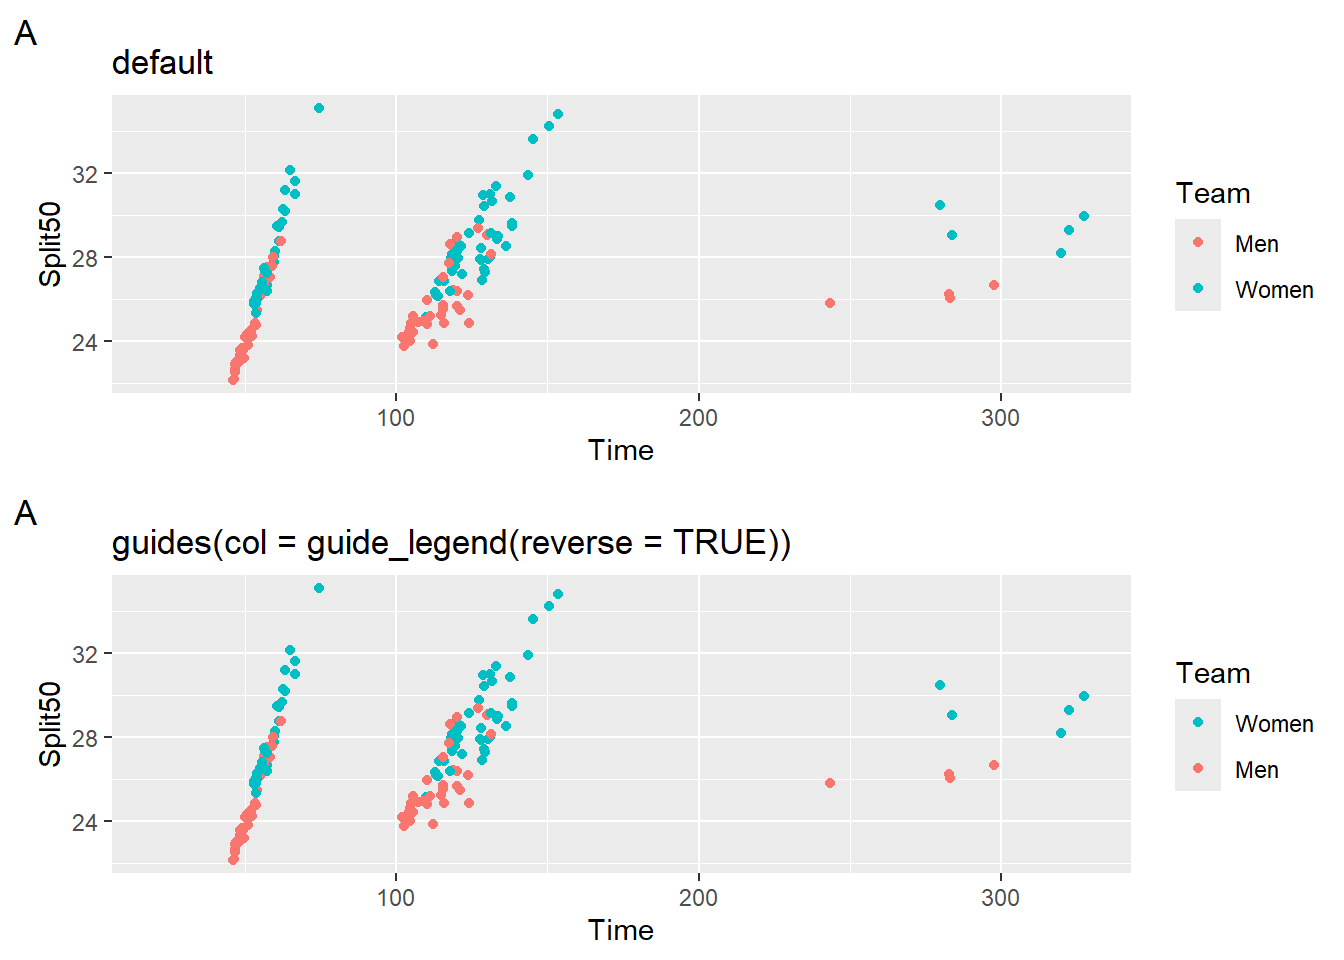 A
default
32
28
24
Split50
100 200 300
Time
Team
Men
Women
A
guides(col = guide_legend(reverse = TRUE))
32
28
24
Split50
100 200 300
Time
Team
Women
Men